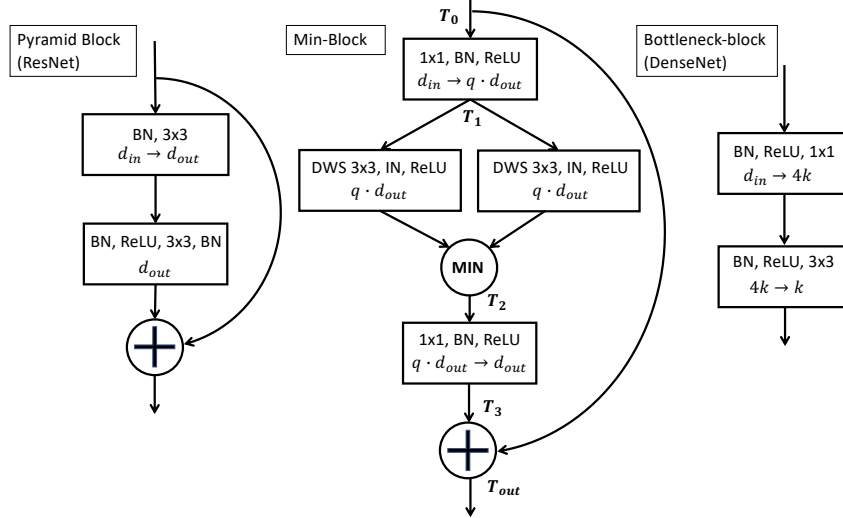 Pyramid Block
(ResNet)
BN, 3x3
d_in → d_out
BN, ReLU, 3x3, BN
d_out
Min-Block
T_0
1x1, BN, ReLU
d_in → q · d_out
T_1
DWS 3x3, IN, ReLU
q · d_out
DWS 3x3, IN, ReLU
q · d_out
MIN
T_2
1x1, BN, ReLU
q · d_out → d_out
T_3
T_out
Bottleneck-block
(DenseNet)
BN, ReLU, 1x1
d_in → 4k
BN, ReLU, 3x3
4k → k